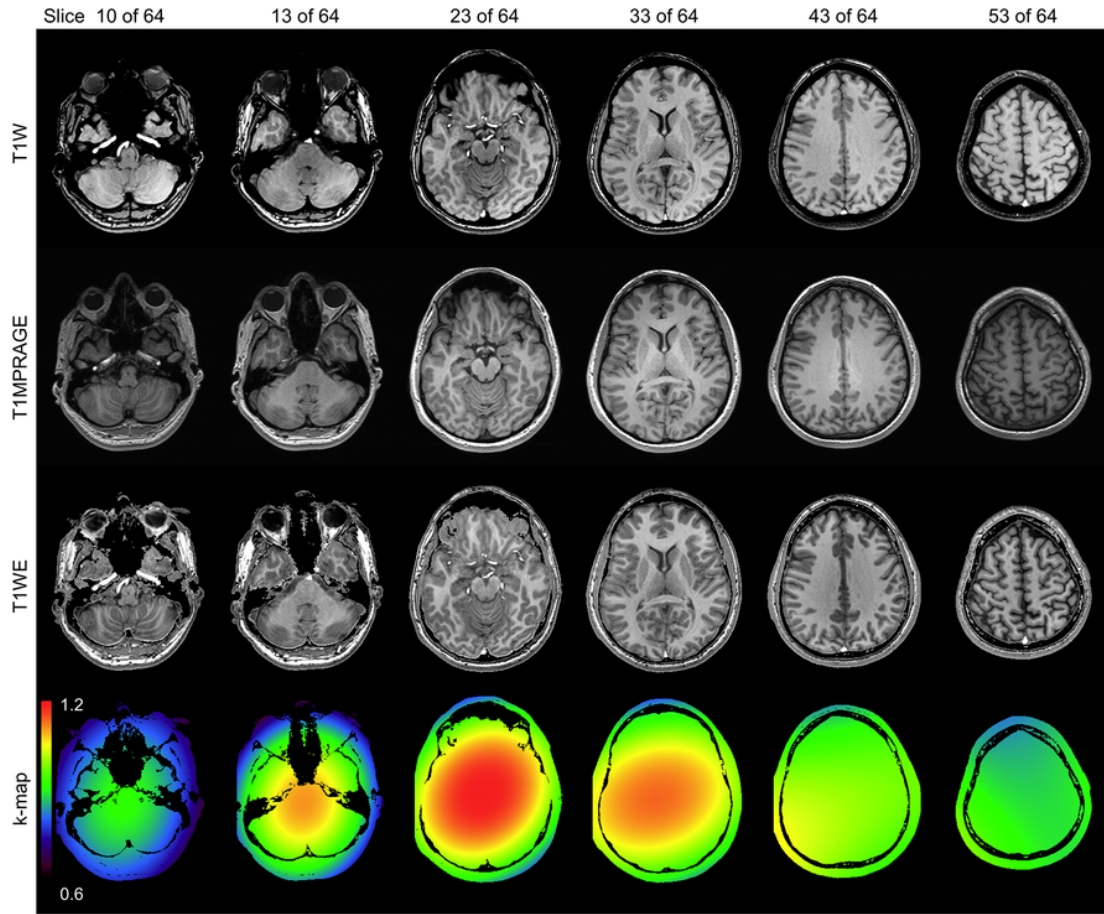 Slice 10 of 64 13 of 64 23 of 64 33 of 64 43 of 64 53 of 64
T1W
T1MPRAGE
T1WE
k-map
1.2
0.6